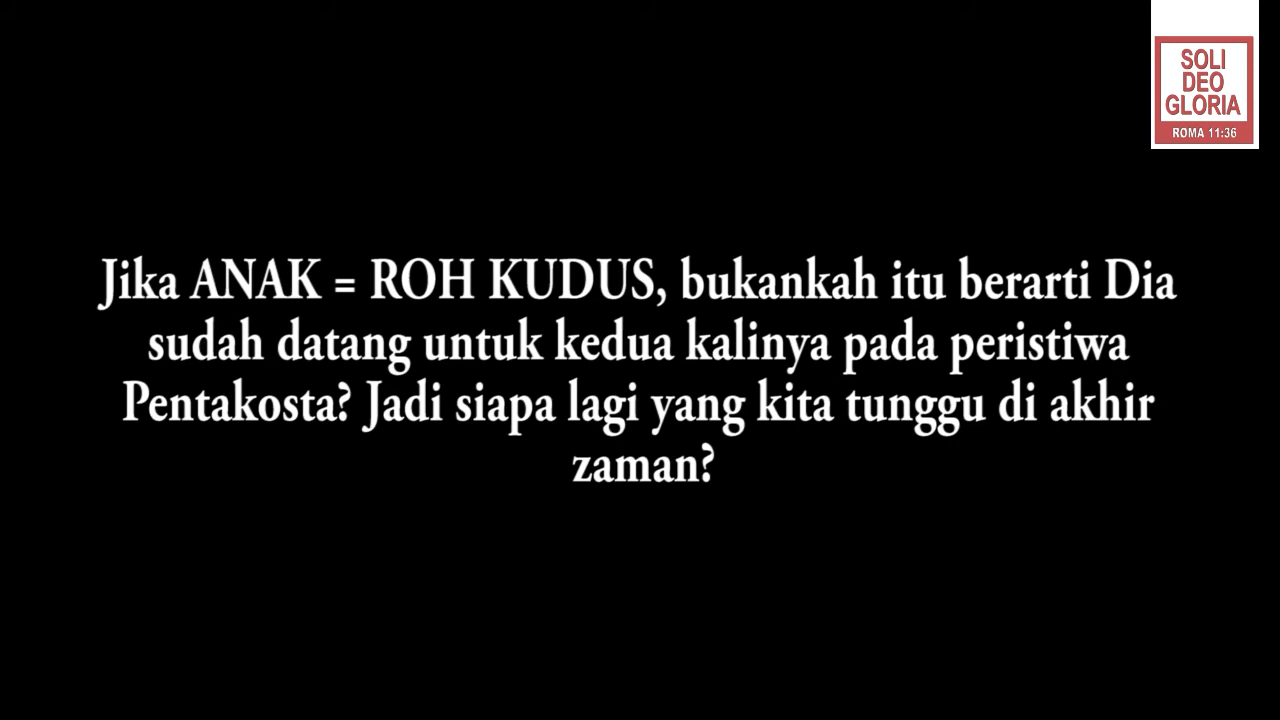 SOLI
DEO
GLORIA
ROMA 11:36
Jika ANAK = ROH KUDUS, bukankah itu berarti Dia
sudah datang untuk kedua kalinya pada peristiwa
Pentakosta? Jadi siapa lagi yang kita tunggu di akhir
zaman?